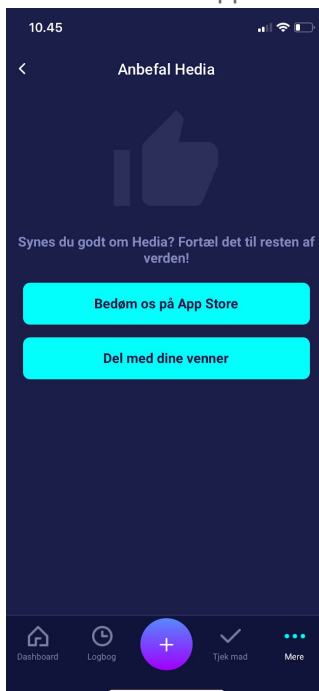 10.45
Anbefal Hedia
Synes du godt om Hedia? Fortæl det til resten af
verden!
Bedøm os på App Store
Del med dine venner
Dashboard
Logbog
Tjek mad
Mere